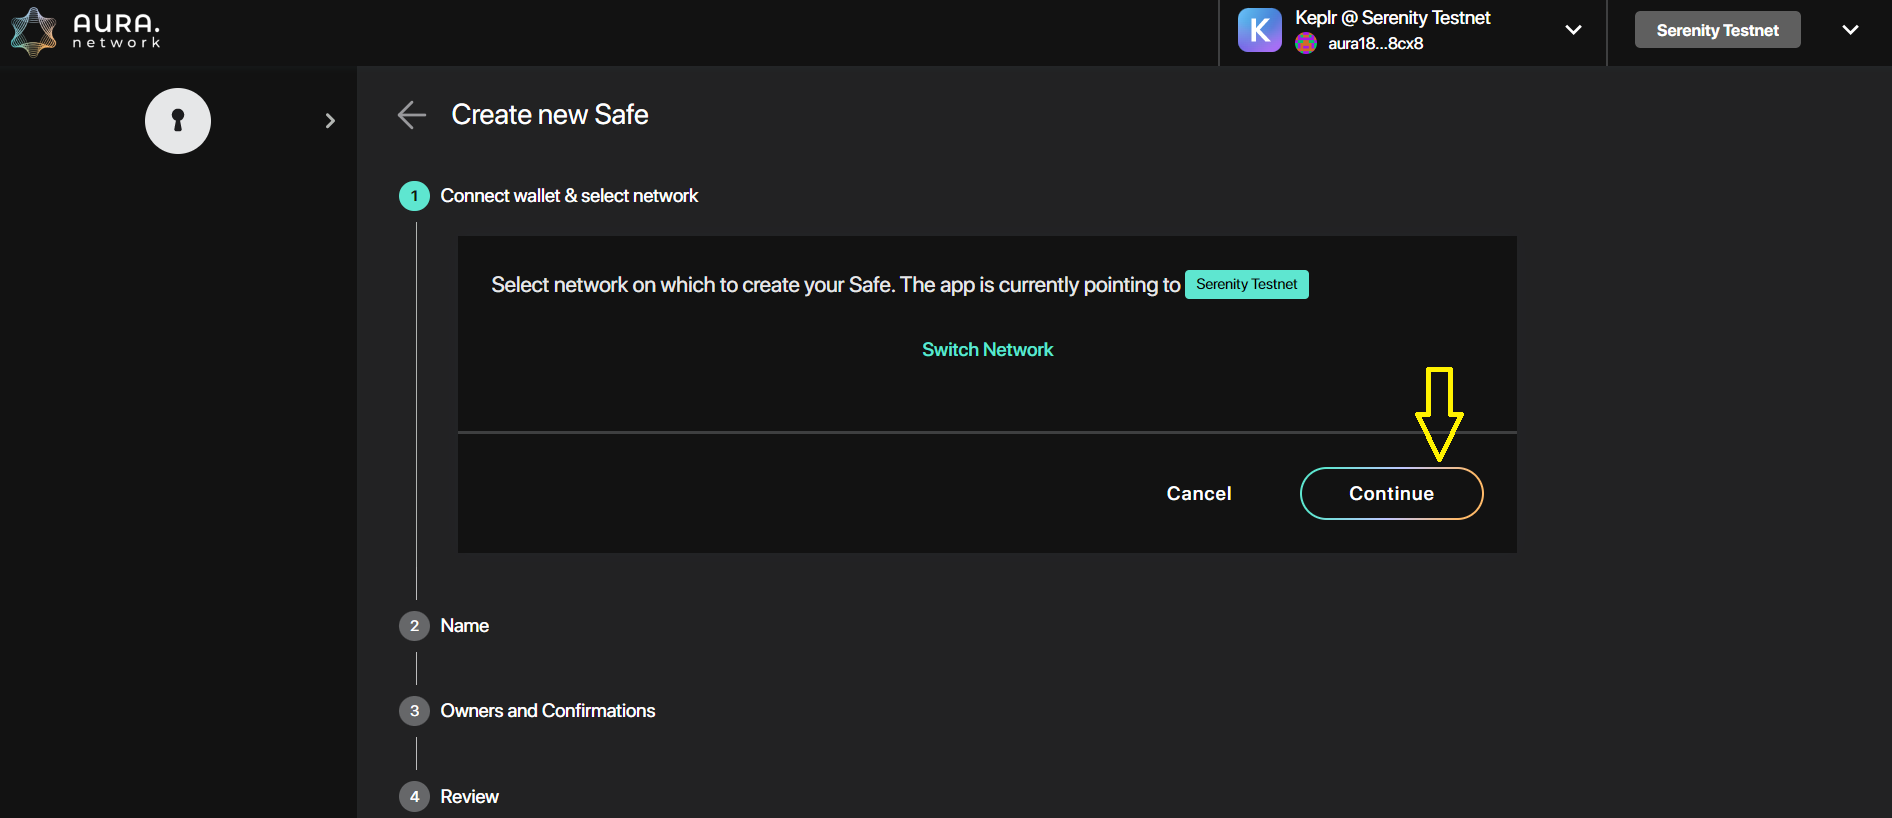 AURA.
network
K
Keplr @ Serenity Testnet
aura18...8cx8
Serenity Testnet
Create new Safe
1 Connect wallet & select network
Select network on which to create your Safe. The app is currently pointing to Serenity Testnet
Switch Network
Cancel Continue
2 Name
3 Owners and Confirmations
4 Review